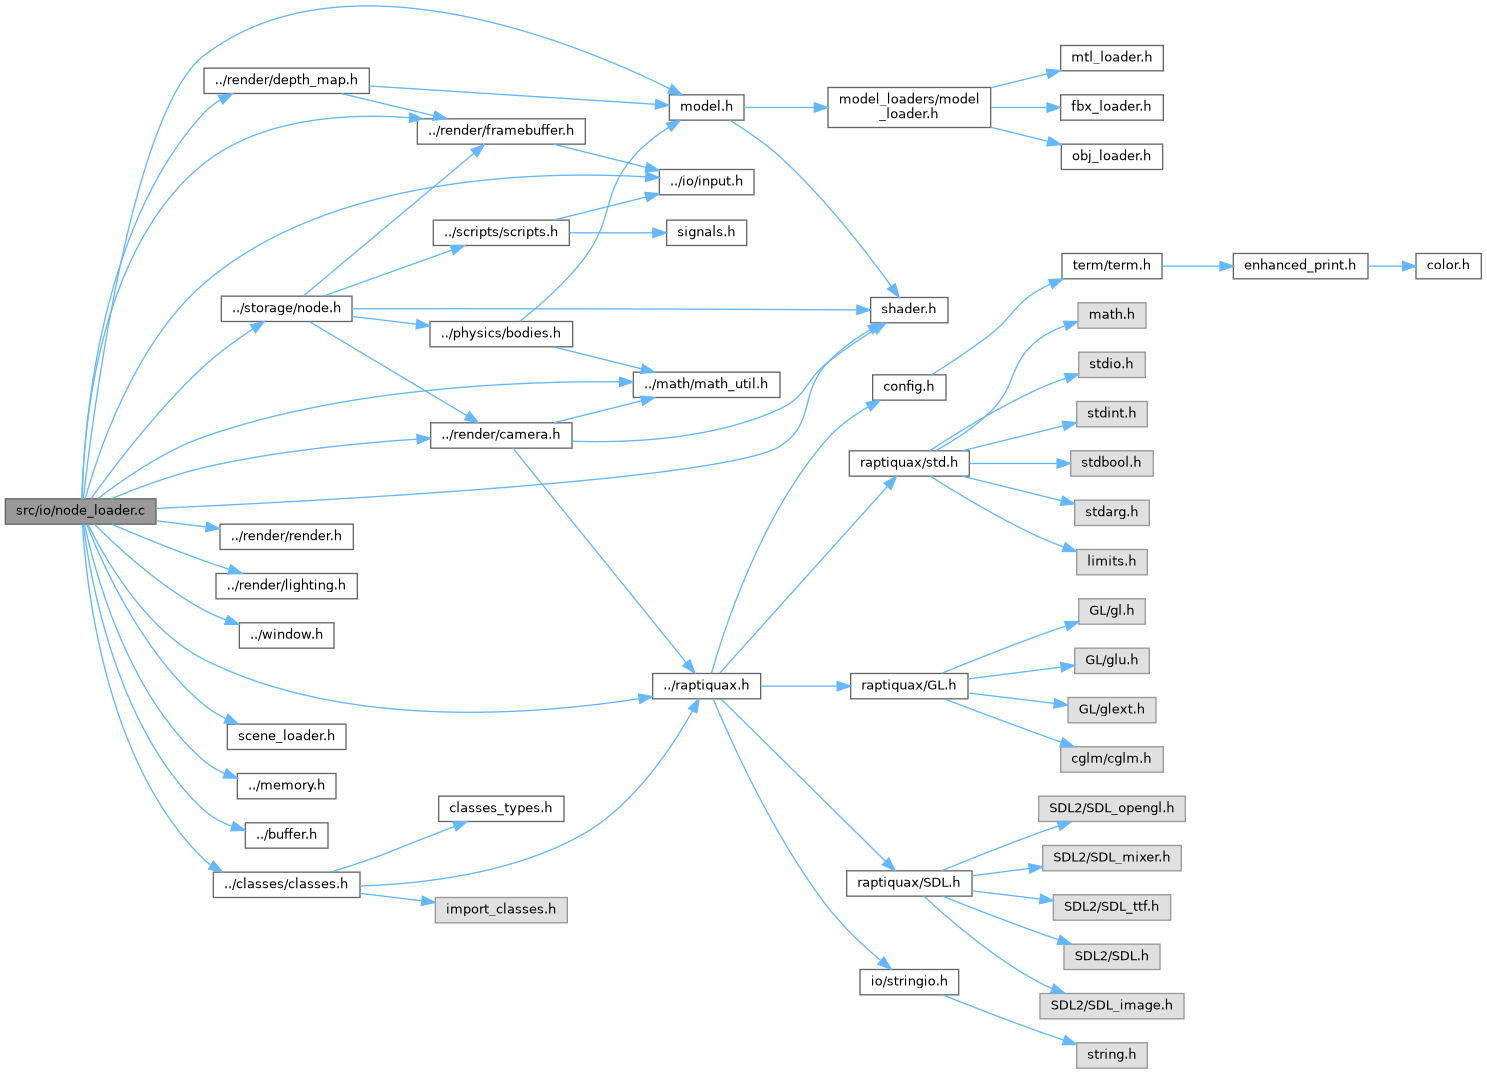 mtl_loader.h
../render/depth_map.h
model.h
model_loaders/model
_loader.h
fbx_loader.h
../render/framebuffer.h
obj_loader.h
../io/input.h
../scripts/scripts.h
signals.h
term/term.h
enhanced_print.h
color.h
../storage/node.h
shader.h
math.h
../physics/bodies.h
stdio.h
../math/math_util.h
config.h
stdint.h
../render/camera.h
raptiquax/std.h
stdbool.h
src/io/node_loader.c
stdarg.h
../render/render.h
limits.h
../render/lighting.h
GL/gl.h
../window.h
GL/glu.h
../raptiquax.h
raptiquax/GL.h
GL/glext.h
scene_loader.h
cglm/cglm.h
../memory.h
classes_types.h
SDL2/SDL_opengl.h
../buffer.h
SDL2/SDL_mixer.h
../classes/classes.h
raptiquax/SDL.h
import_classes.h
SDL2/SDL_ttf.h
SDL2/SDL.h
io/stringio.h
SDL2/SDL_image.h
string.h